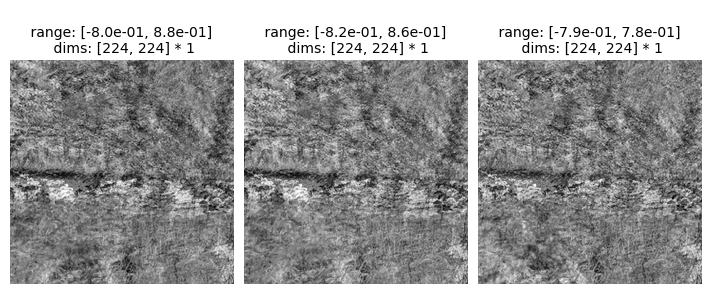 range: [-8.0e-01, 8.8e-01]
dims: [224, 224] * 1
range: [-8.2e-01, 8.6e-01]
dims: [224, 224] * 1
range: [-7.9e-01, 7.8e-01]
dims: [224, 224] * 1